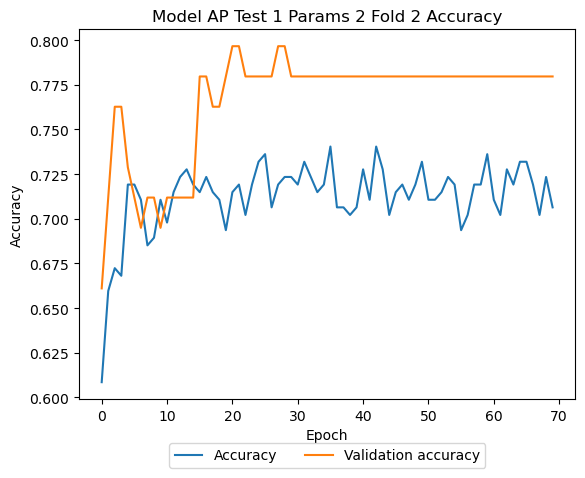 Model AP Test 1 Params 2 Fold 2 Accuracy
0.800
0.775
0.750
0.725
0.700
0.675
0.650
0.625
0.600
Accuracy
0 10 20 30 40 50 60 70
Epoch
Accuracy Validation accuracy